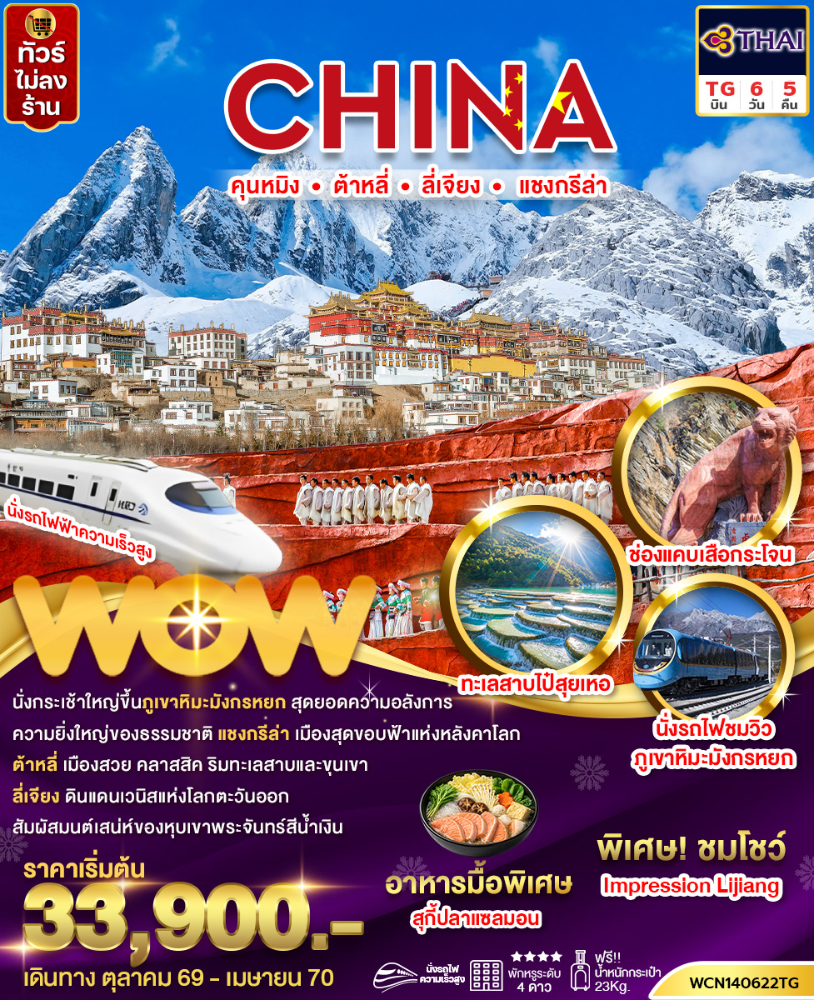 ทัวร์
ไม่ลง
ร้าน
THAI
TG 6 5
บิน วัน คืน
CHINA
คุนหมิง • ต้าหลี่ • ลี่เจียง • แชงกรีล่า
นั่งรถไฟฟ้าความเร็วสูง
ช่องแคบเสือกระโจน
WOW
ทะเลสาบไป๋สุยเหอ
นั่งรถไฟชมวิว
ภูเขาหิมะมังกรหยก
นั่งกระเช้าใหญ่ขึ้นภูเขาหิมะมังกรหยก สุดยอดความอลังการ
ความยิ่งใหญ่ของธรรมชาติ แชงกรีล่า เมืองสุดขอบฟ้าแห่งหลังคาโลก
ต้าหลี่ เมืองสวย คลาสสิค ริมทะเลสาบและขุนเขา
ลี่เจียง ดินแดนเวนิสแห่งโลกตะวันออก
สัมผัสมนต์เสน่ห์ของหุบเขาพระจันทร์สีน้ำเงิน
ราคาเริ่มต้น
33,900.-
เดินทาง ตุลาคม 69 - เมษายน 70
อาหารมื้อพิเศษ
สุกี้ปลาแซลมอน
พิเศษ! ชมโชว์
Impression Lijiang
นั่งรถไฟ
ความเร็วสูง
พักหรูระดับ
4 ดาว
ฟรี!!
น้ำหนักกระเป๋า
23Kg.
WCN140622TG